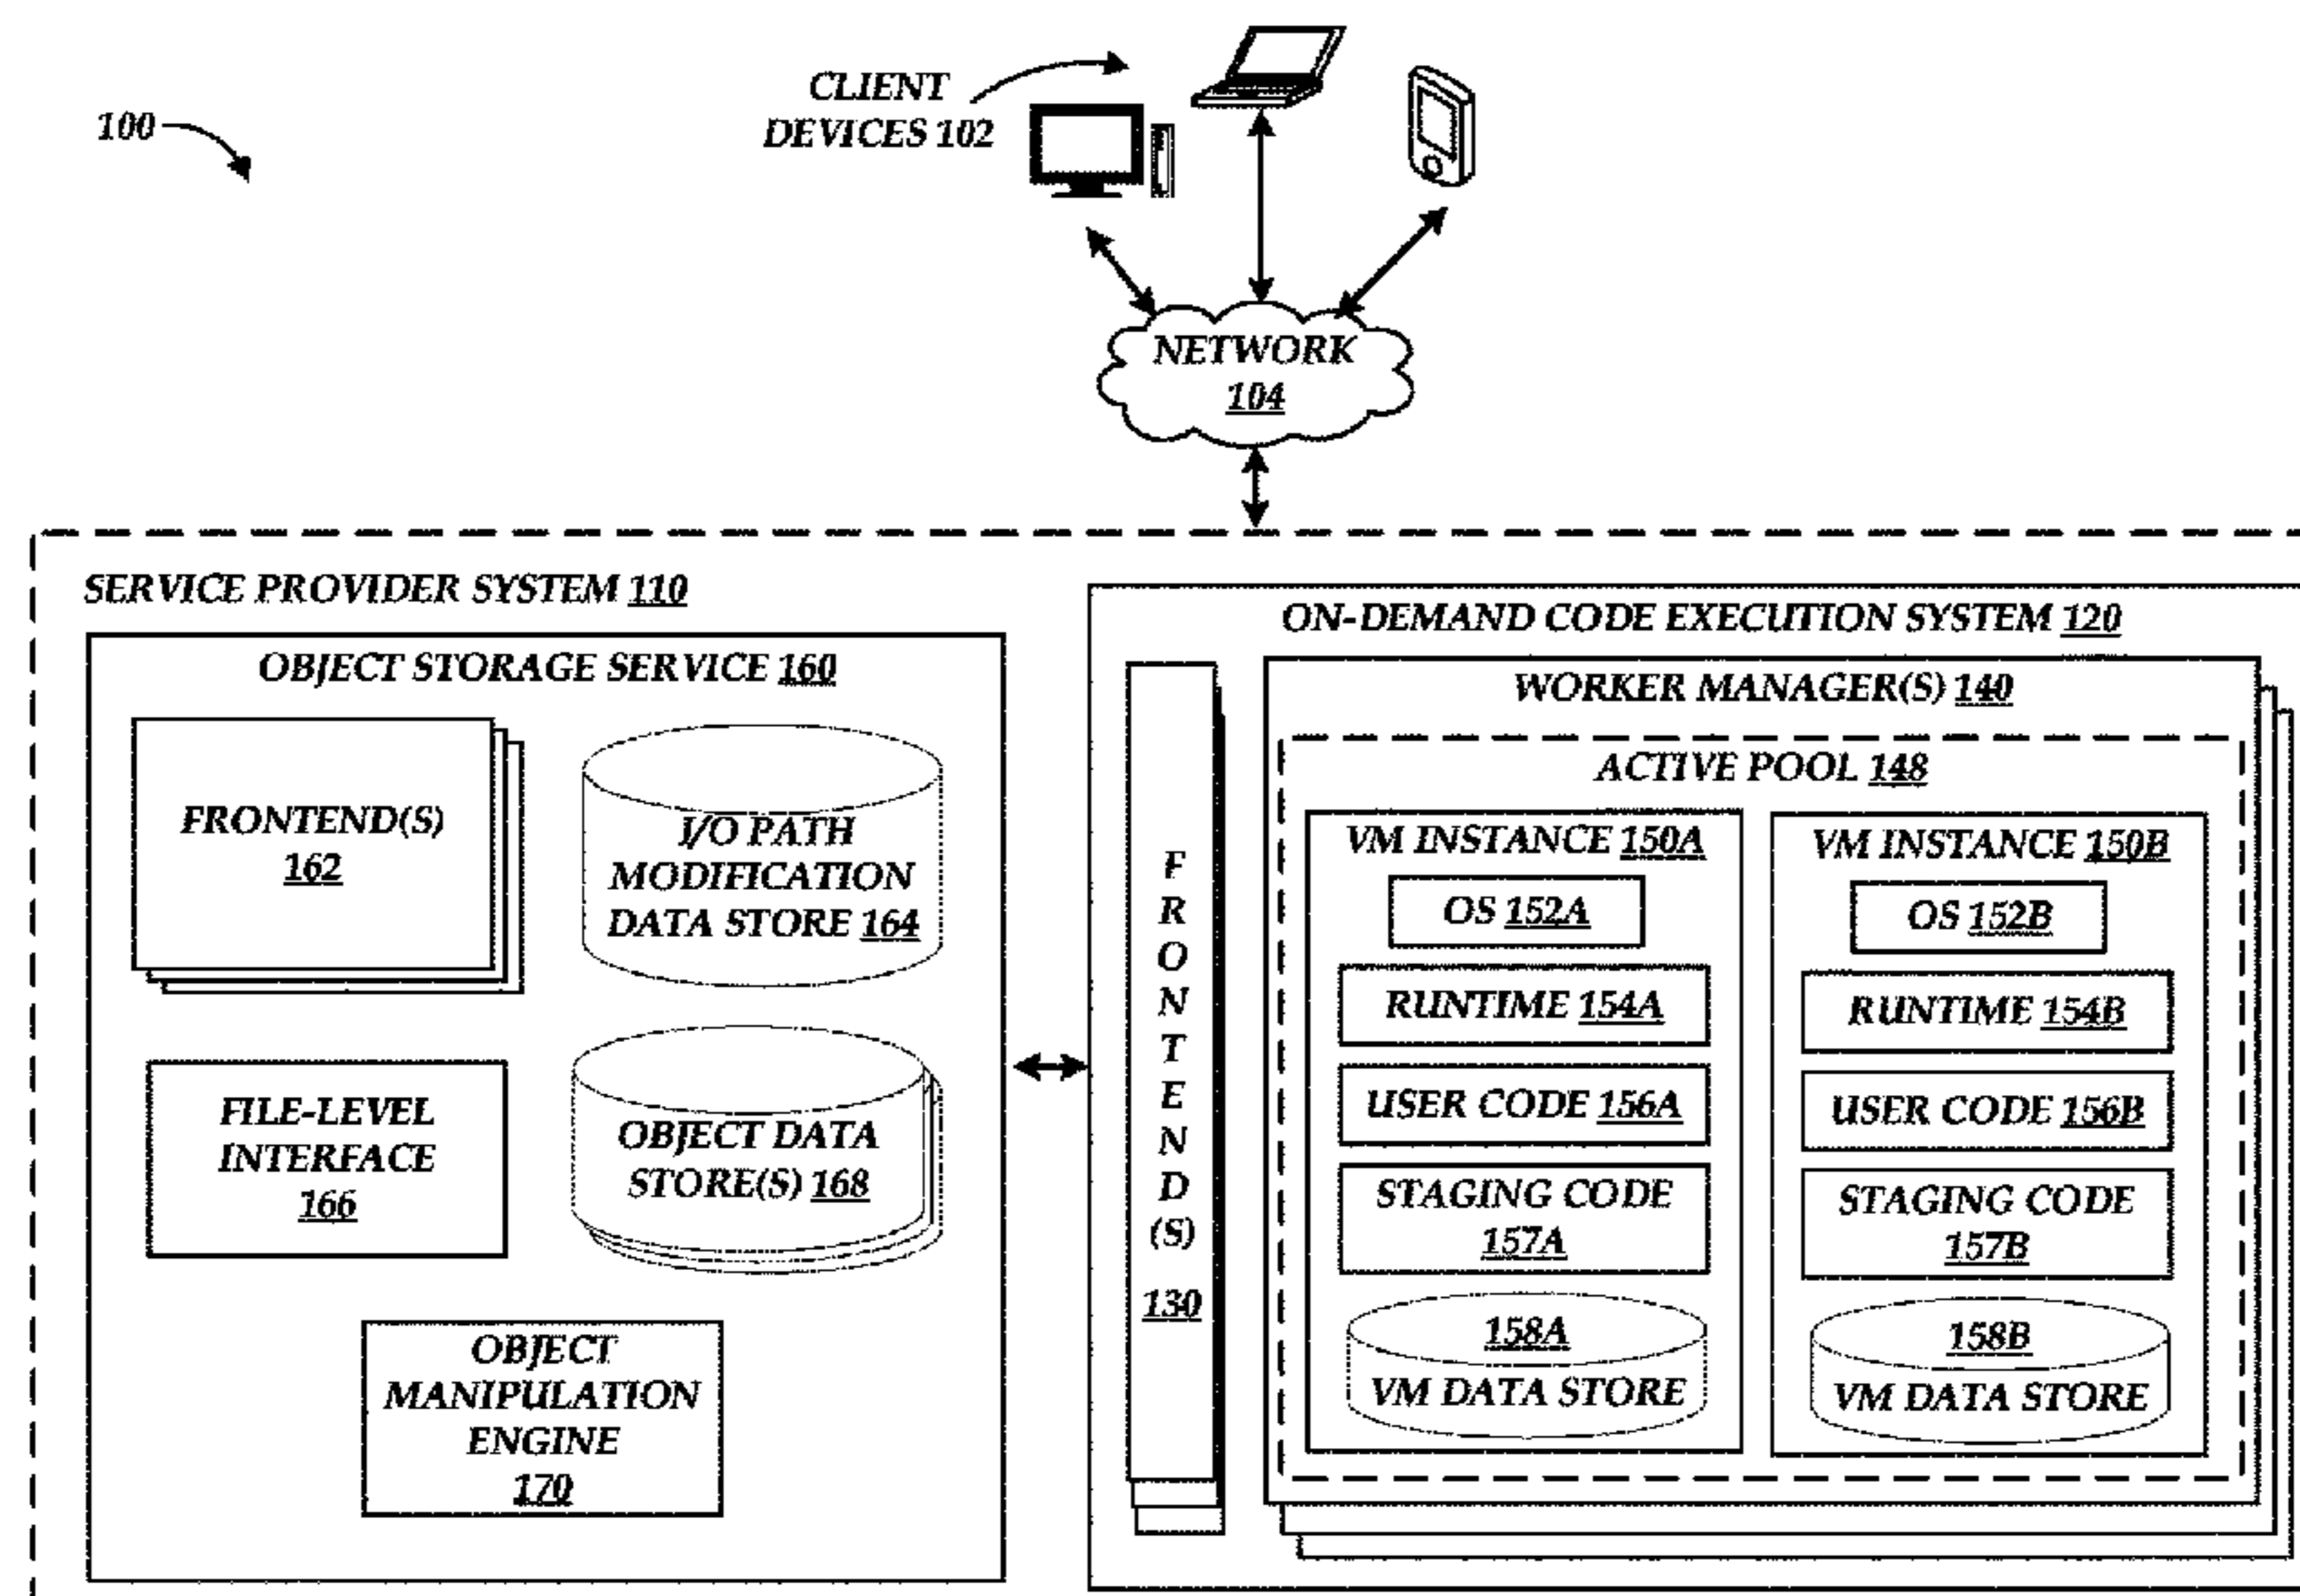 100
CLIENT
DEVICES 102
NETWORK
104
SERVICE PROVIDER SYSTEM 110
OBJECT STORAGE SERVICE 160
FRONTEND(S)
162
I/O PATH
MODIFICATION
DATA STORE 164
FILE-LEVEL
INTERFACE
166
OBJECT DATA
STORE(S) 168
OBJECT
MANIPULATION
ENGINE
170
ON-DEMAND CODE EXECUTION SYSTEM 120
F
R
O
N
T
E
N
D
(S)
130
WORKER MANAGER(S) 140
ACTIVE POOL 148
VM INSTANCE 150A
OS 152A
RUNTIME 154A
USER CODE 156A
STAGING CODE
157A
158A
VM DATA STORE
VM INSTANCE 150B
OS 152B
RUNTIME 154B
USER CODE 156B
STAGING CODE
157B
158B
VM DATA STORE